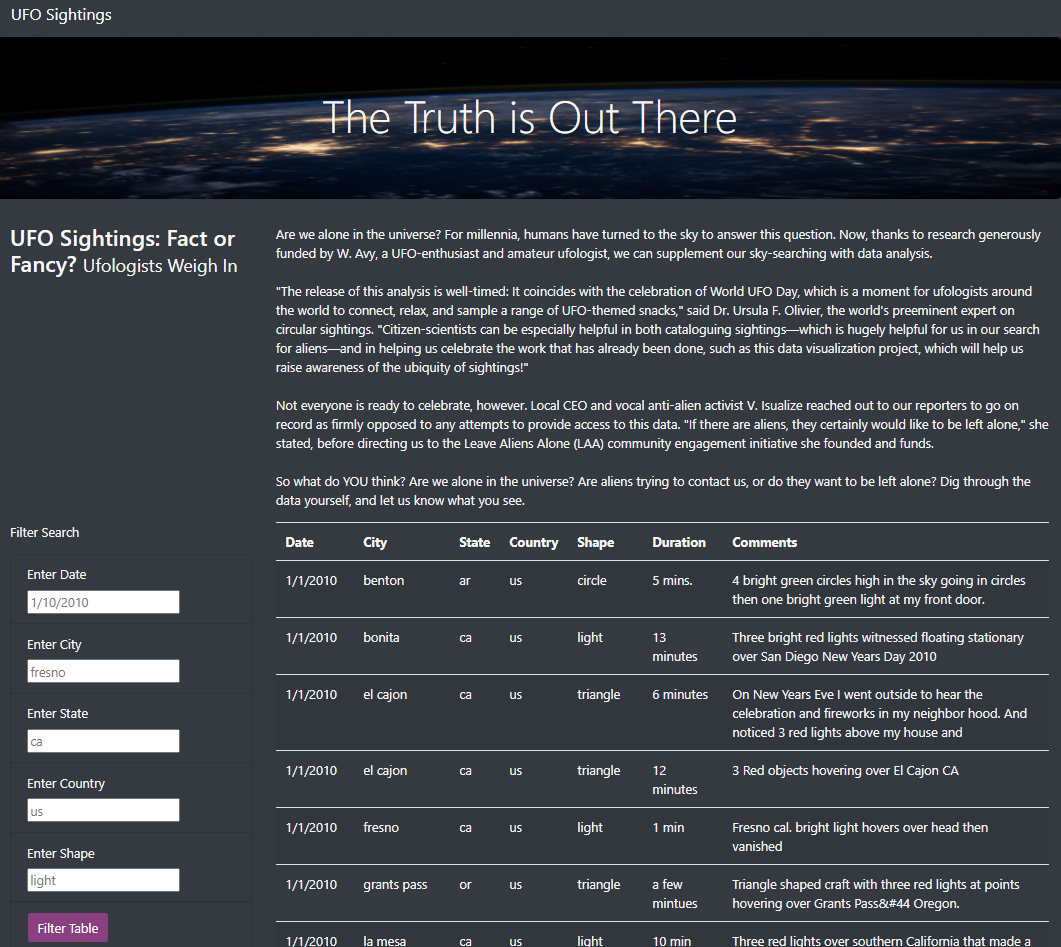 UFO Sightings
The Truth is Out There
UFO Sightings: Fact or
Fancy? Ufologists Weigh In
Are we alone in the universe? For millennia, humans have turned to the sky to answer this question. Now, thanks to research generously
funded by W. Avy, a UFO-enthusiast and amateur ufologist, we can supplement our sky-searching with data analysis.
"The release of this analysis is well-timed: It coincides with the celebration of World UFO Day, which is a moment for ufologists around
the world to connect, relax, and sample a range of UFO-themed snacks," said Dr. Ursula F. Olivier, the world's preeminent expert on
circular sightings. "Citizen-scientists can be especially helpful in both cataloguing sightings—which is hugely helpful for us in our search
for aliens—and in helping us celebrate the work that has already been done, such as this data visualization project, which will help us
raise awareness of the ubiquity of sightings!"
Not everyone is ready to celebrate, however. Local CEO and vocal anti-alien activist V. Isualize reached out to our reporters to go on
record as firmly opposed to any attempts to provide access to this data. "If there are aliens, they certainly would like to be left alone," she
stated, before directing us to the Leave Aliens Alone (LAA) community engagement initiative she founded and funds.
So what do YOU think? Are we alone in the universe? Are aliens trying to contact us, or do they want to be left alone? Dig through the
data yourself, and let us know what you see.
Filter Search
Enter Date
1/10/2010
Enter City
fresno
Enter State
ca
Enter Country
us
Enter Shape
light
Filter Table
Date City State Country Shape Duration Comments
1/1/2010 benton ar us circle 5 mins. 4 bright green circles high in the sky going in circles
then one bright green light at my front door.
1/1/2010 bonita ca us light 13 Three bright red lights witnessed floating stationary
minutes over San Diego New Years Day 2010
1/1/2010 el cajon ca us triangle 6 minutes On New Years Eve I went outside to hear the
celebration and fireworks in my neighbor hood. And
noticed 3 red lights above my house and
1/1/2010 el cajon ca us triangle 12 3 Red objects hovering over El Cajon CA
minutes
1/1/2010 fresno ca us light 1 min Fresno cal. bright light hovers over head then
vanished
1/1/2010 grants pass or us triangle a few Triangle shaped craft with three red lights at points
mintues hovering over Grants Pass&#44 Oregon.
1/1/2010 la mesa ca us light 10 min Three red lights over southern California that made a